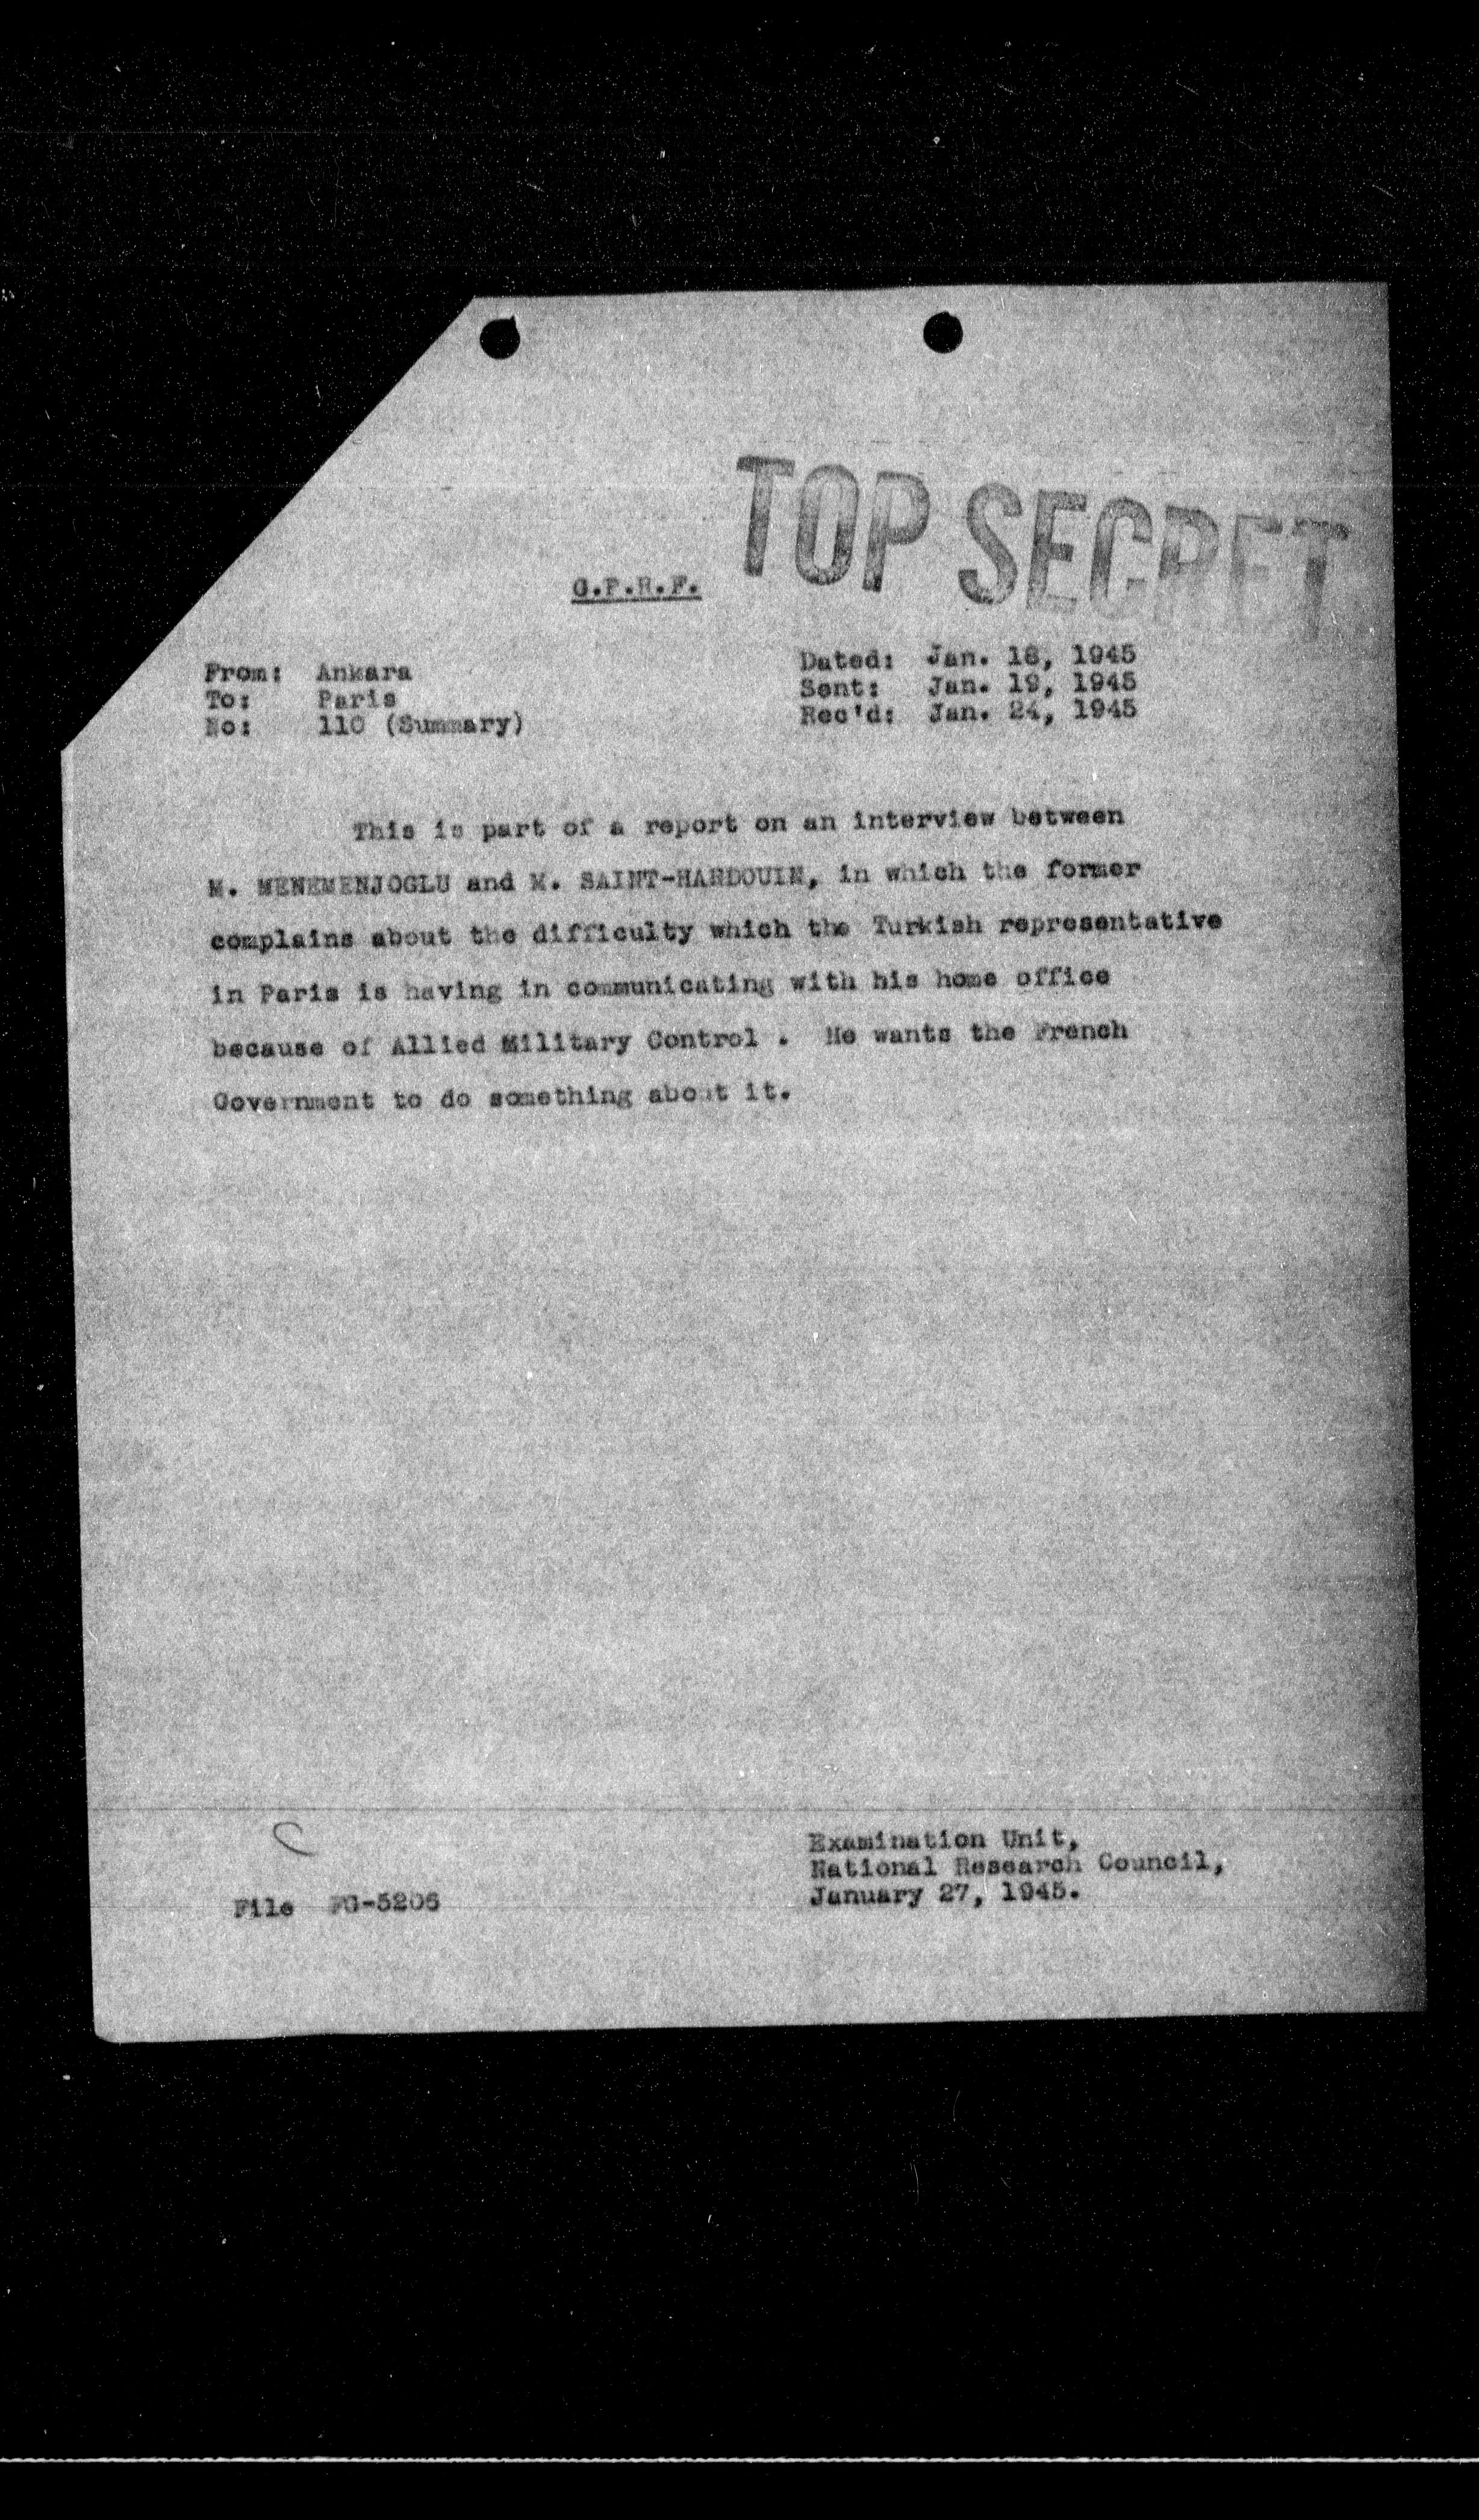 TOP SECRET
G.P.R.F.
From: Ankara
To: Paris
No: 110 (Summary)
Dated: Jan. 18, 1945
Sent: Jan. 19, 1945
Rec'd: Jan. 24, 1945
This is part of a report on an interview between
M. MENEMENJOGLU and M. SAINT-HARDOUIN, in which the former
complains about the difficulty which the Turkish representative
in Paris is having in communicating with his home office
because of Allied Military Control . He wants the French
Government to do something about it.
Examination Unit,
National Research Council,
January 27, 1945.
File FG-5206